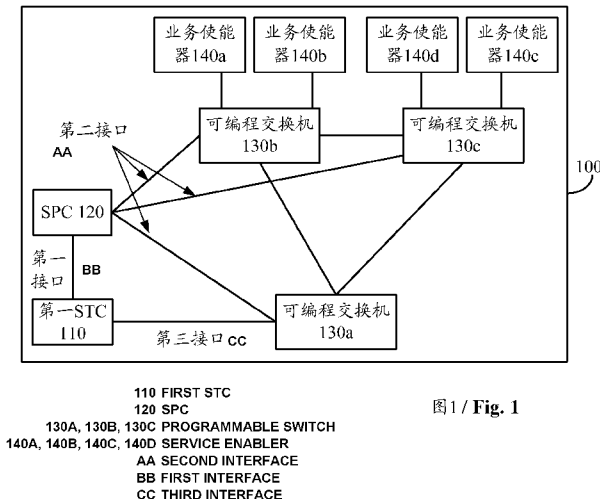 业务使能
器140a
业务使能
器140b
业务使能
器140d
业务使能
器140c
第二接口
AA
可编程交换机
130b
可编程交换机
130c
100
SPC 120
第一
接口
BB
第一STC
110
第三接口 CC
可编程交换机
130a
110 FIRST STC
120 SPC
130A, 130B, 130C PROGRAMMABLE SWITCH
140A, 140B, 140C, 140D SERVICE ENABLER
AA SECOND INTERFACE
BB FIRST INTERFACE
CC THIRD INTERFACE
图1 / Fig. 1